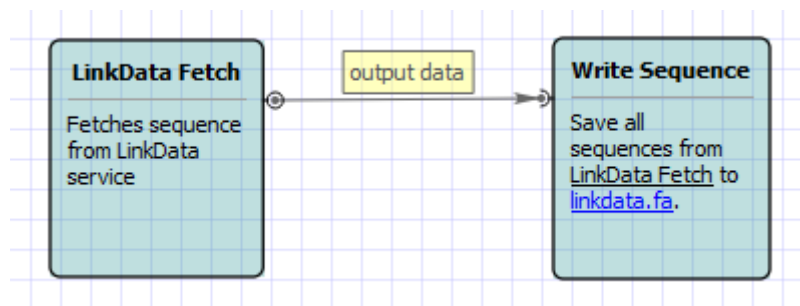 LinkData Fetch
Fetches sequence
from LinkData
service
output data
Write Sequence
Save all
sequences from
LinkData Fetch to
linkdata.fa.